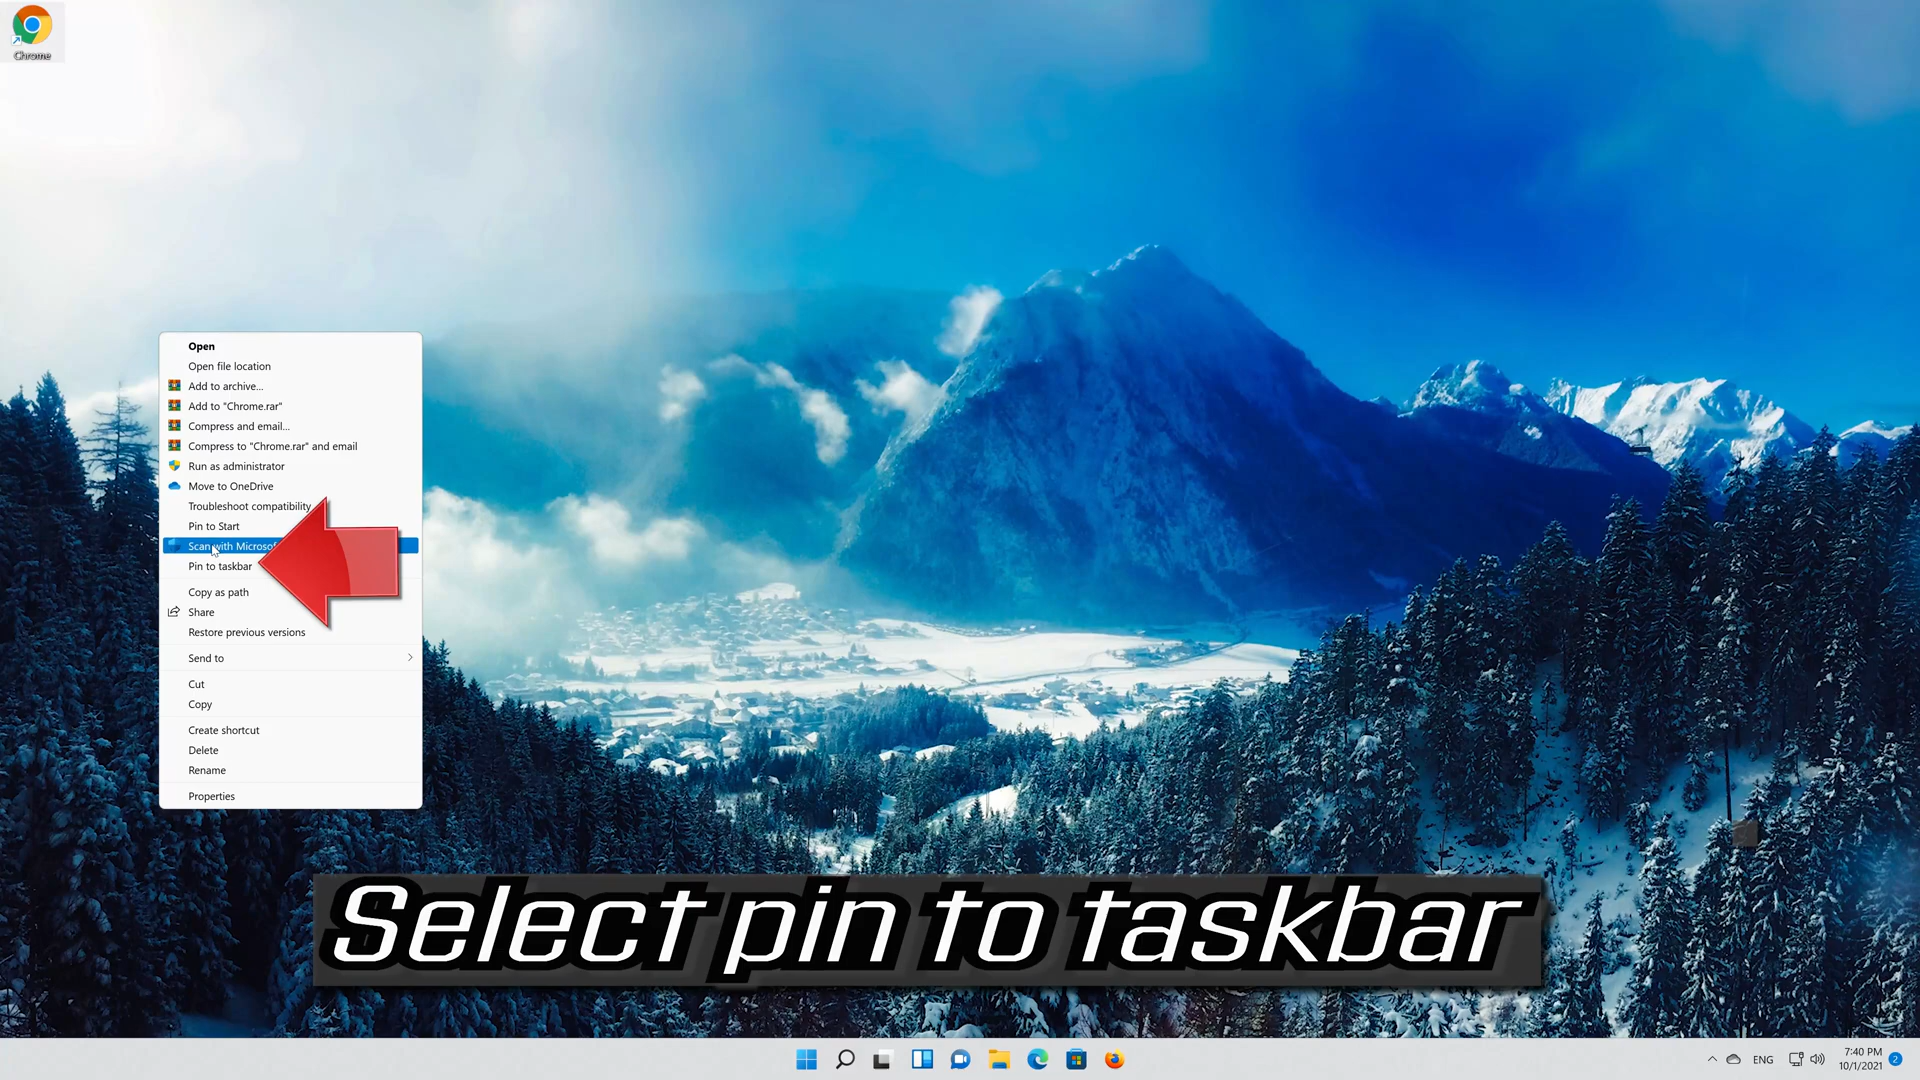 Chrome
Open
Open file location
Add to archive...
Add to "Chrome.rar"
Compress and email...
Compress to "Chrome.rar" and email
Run as administrator
Move to OneDrive
Troubleshoot compatibility
Pin to Start
Scan with
Pin to taskbar
Copy as path
Share
Restore previous versions
Send to
Cut
Copy
Create shortcut
Delete
Rename
Properties
Select pin to taskbar
ENG
7:40 PM
10/1/2021
2